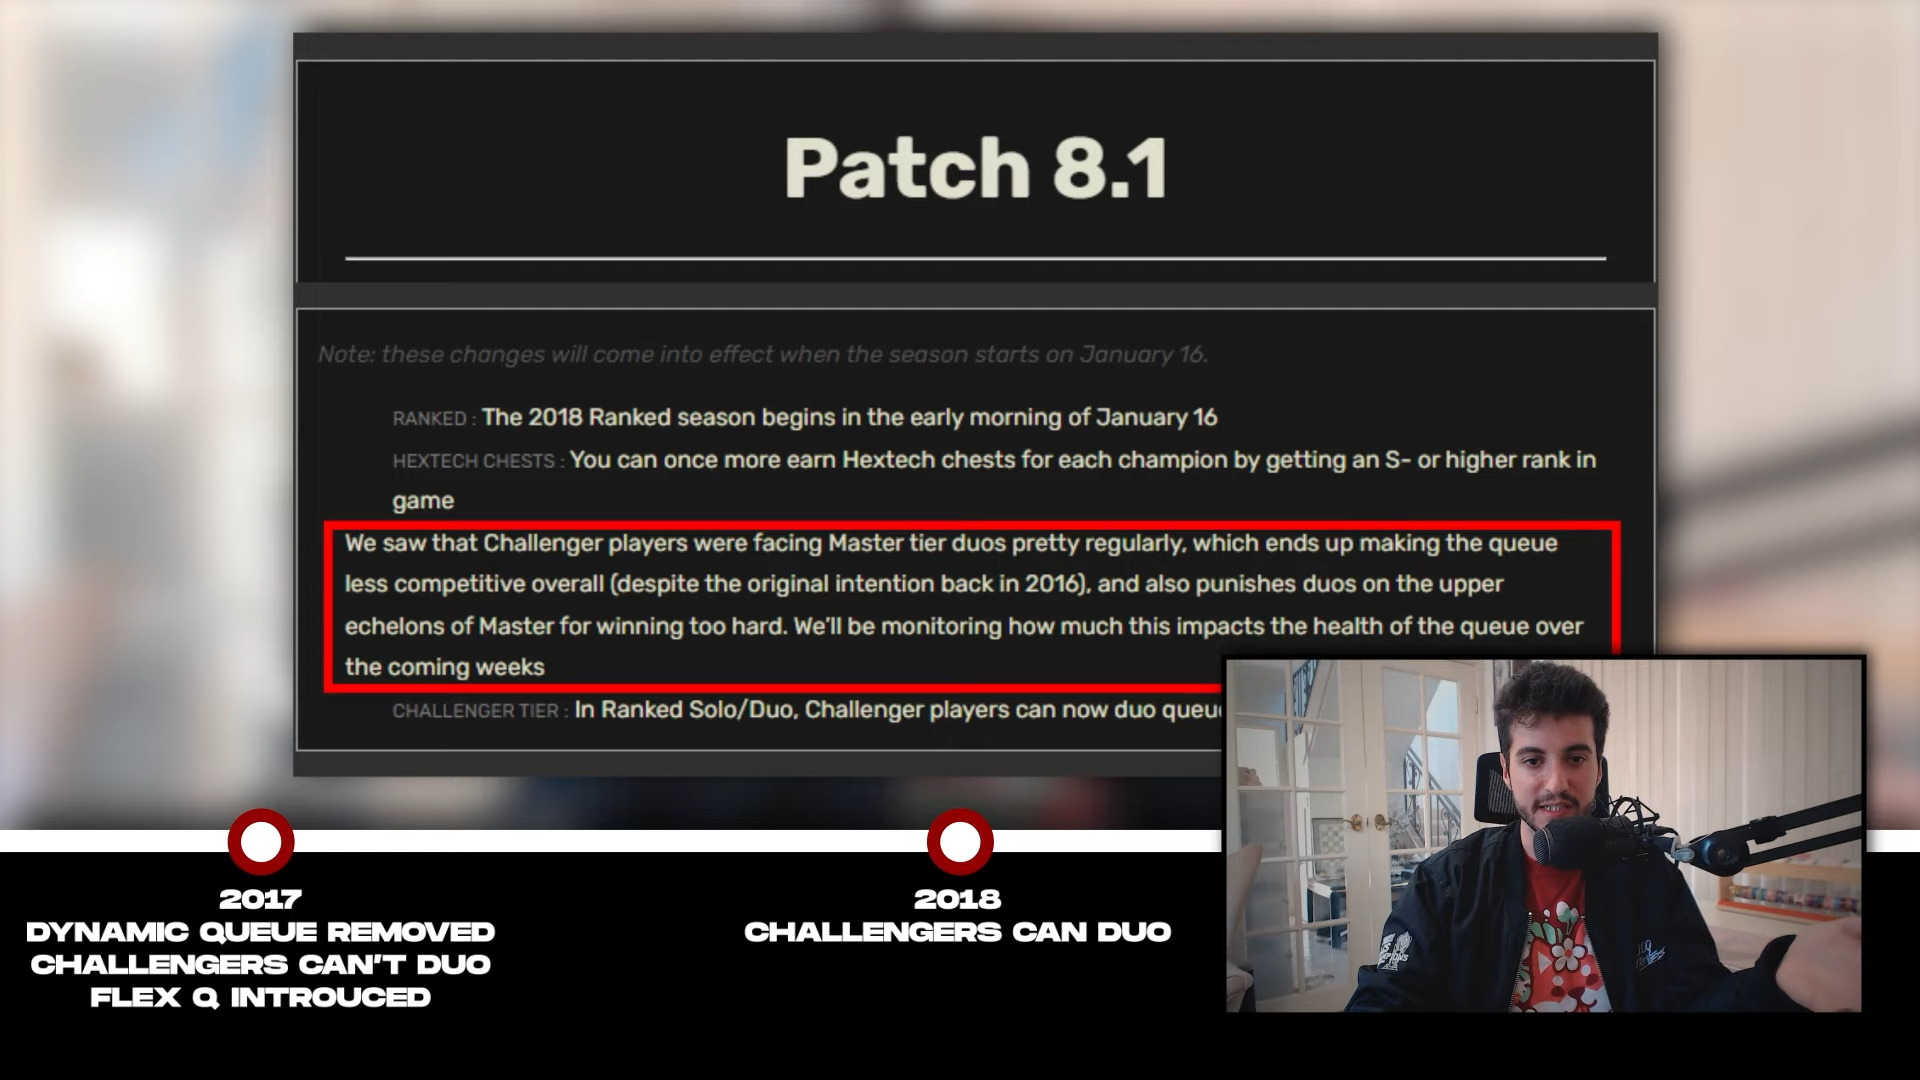 Patch 8.1
Note: these changes will come into effect when the season starts on January 16.
RANKED : The 2018 Ranked season begins in the early morning of January 16
HEXTECH CHESTS : You can once more earn Hextech chests for each champion by getting an S- or higher rank in
game
We saw that Challenger players were facing Master tier duos pretty regularly, which ends up making the queue
less competitive overall (despite the original intention back in 2016), and also punishes duos on the upper
echelons of Master for winning too hard. We'll be monitoring how much this impacts the health of the queue over
the coming weeks
CHALLENGER TIER : In Ranked Solo/Duo, Challenger players can now duo queue
2017
DYNAMIC QUEUE REMOVED
CHALLENGERS CAN'T DUO
FLEX Q INTROUCED
2018
CHALLENGERS CAN DUO